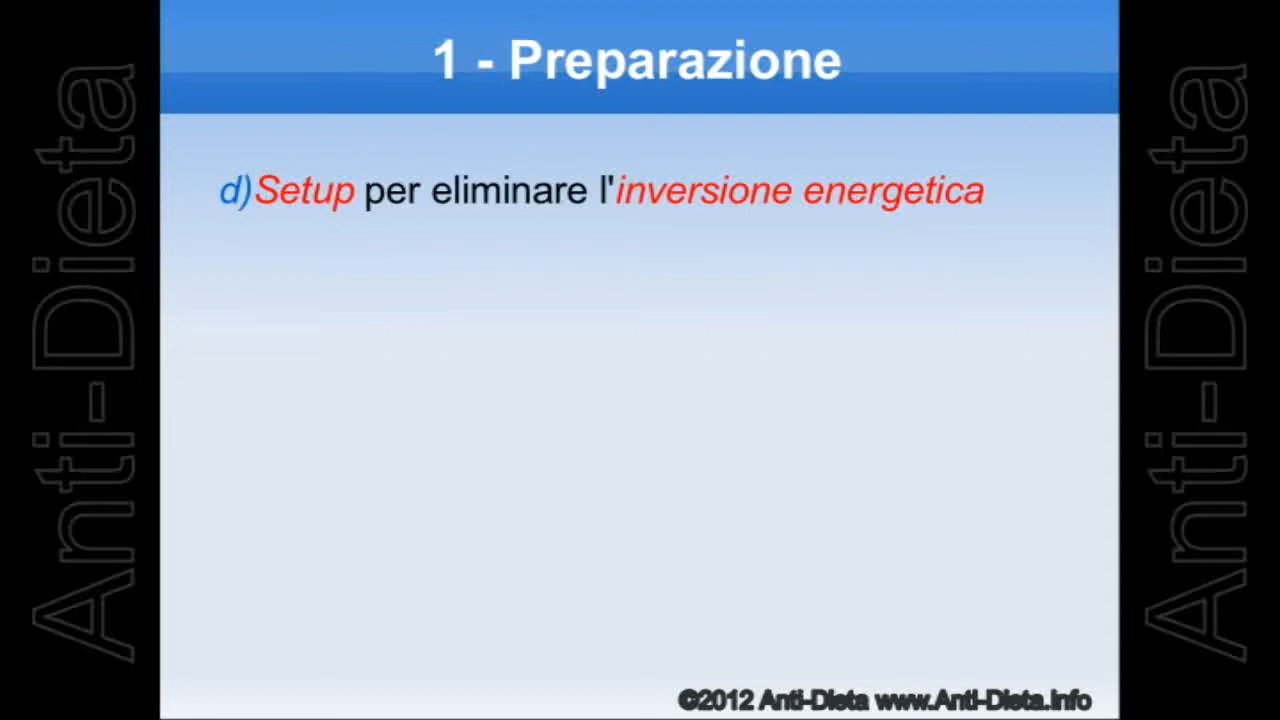 1 - Preparazione
d)Setup per eliminare l'inversione energetica
Anti-Dieta
Anti-Dieta
©2012 Anti-Dieta www.Anti-Dieta.info